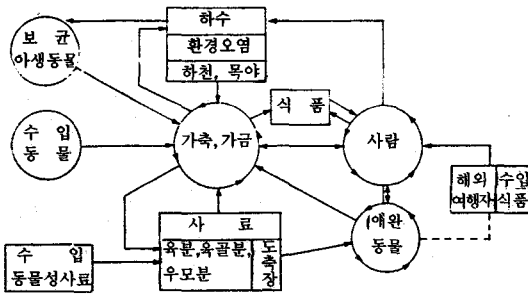 보 균
야생동물
하수
환경오염
하천, 목야
식 품
수 입
동물
가축, 가금
사람
해외
여행자
수입
식품
사 료
육분, 육골분,
우모분
도축장
애완
동물
수 입
동물성사료